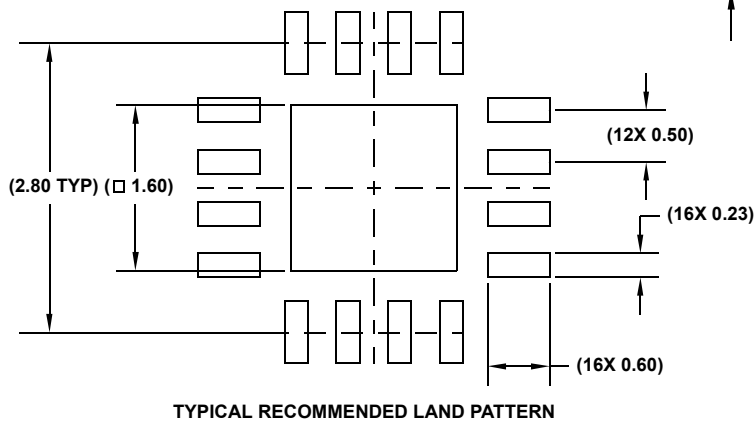 (12X 0.50)
(2.80 TYP) (□ 1.60)
(16X 0.23)
(16X 0.60)
TYPICAL RECOMMENDED LAND PATTERN